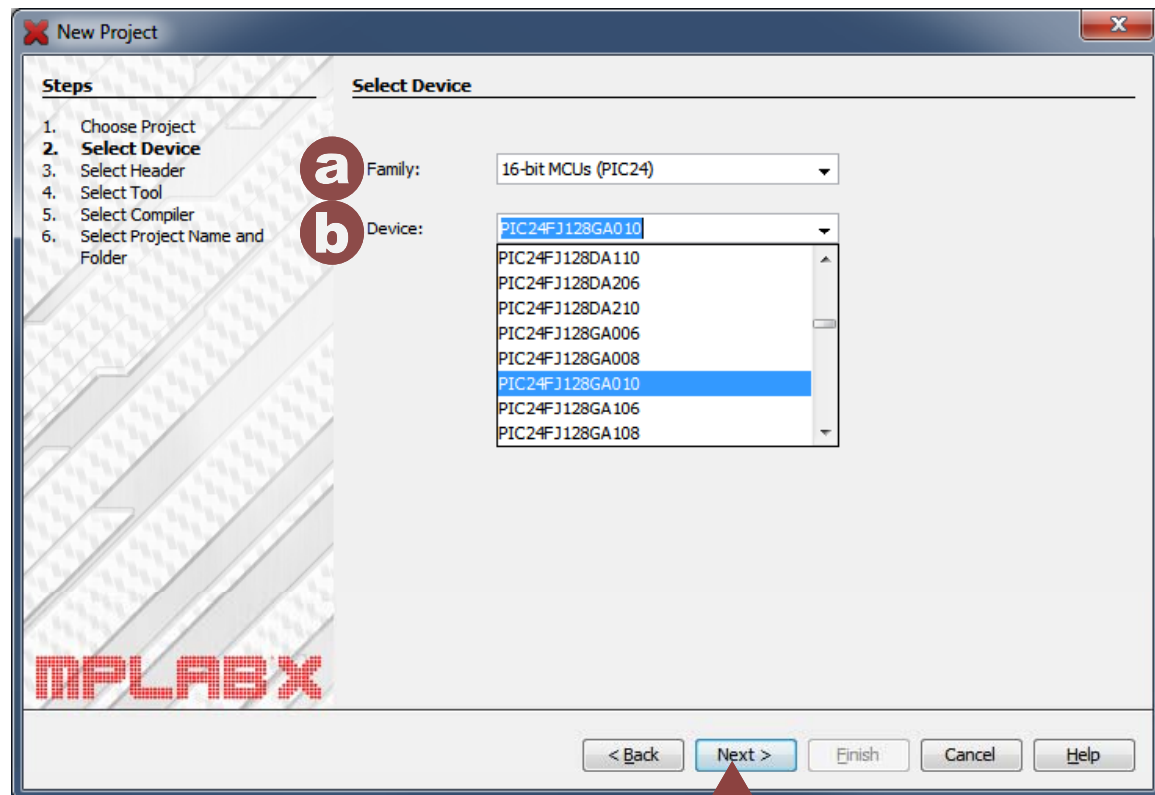 New Project
X
Steps
1. Choose Project
2. Select Device
3. Select Header
4. Select Tool
5. Select Compiler
6. Select Project Name and
Folder
MPLABX
Select Device
a
Family:
16-bit MCUs (PIC24)
b
Device:
PIC24FJ128GA010
PIC24FJ128DA110
PIC24FJ128DA206
PIC24FJ128DA210
PIC24FJ128GA006
PIC24FJ128GA008
PIC24FJ128GA010
PIC24FJ128GA106
PIC24FJ128GA108
< Back
Next >
Finish
Cancel
Help